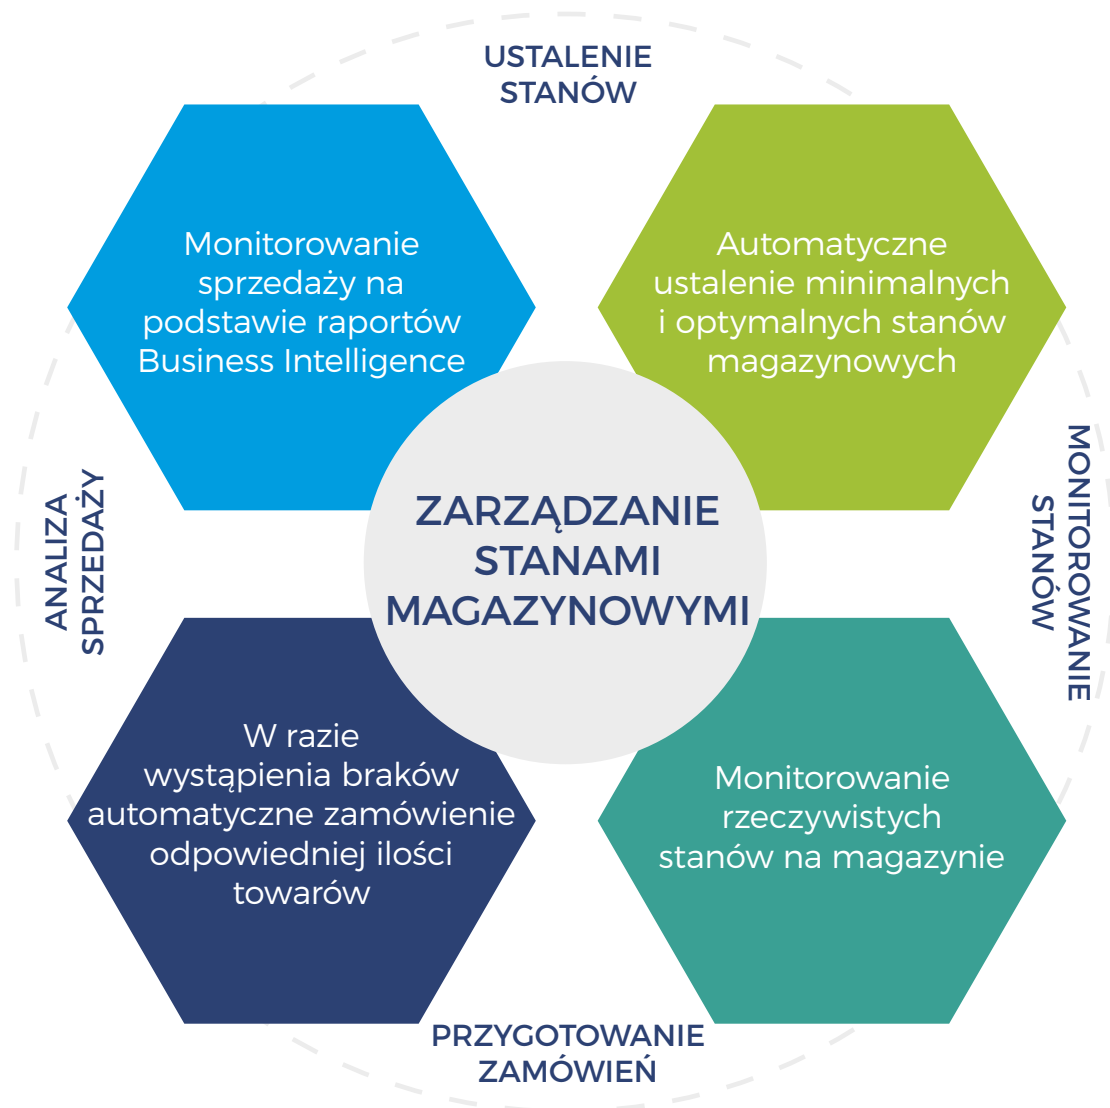 USTALENIE
STANÓW
Monitorowanie
sprzedaży na
podstawie raportów
Business Intelligence
Automatyczne
ustalenie minimalnych
i optymalnych stanów
magazynowych
ANALIZA
SPRZEDAŻY
ZARZĄDZANIE
STANAMI
MAGAZYNOWYMI
MONITOROWANIE
STANÓW
W razie
wystąpienia braków
automatyczne zamówienie
odpowiedniej ilości
towarów
Monitorowanie
rzeczywistych
stanów na magazynie
PRZYGOTOWANIE
ZAMÓWIEŃ